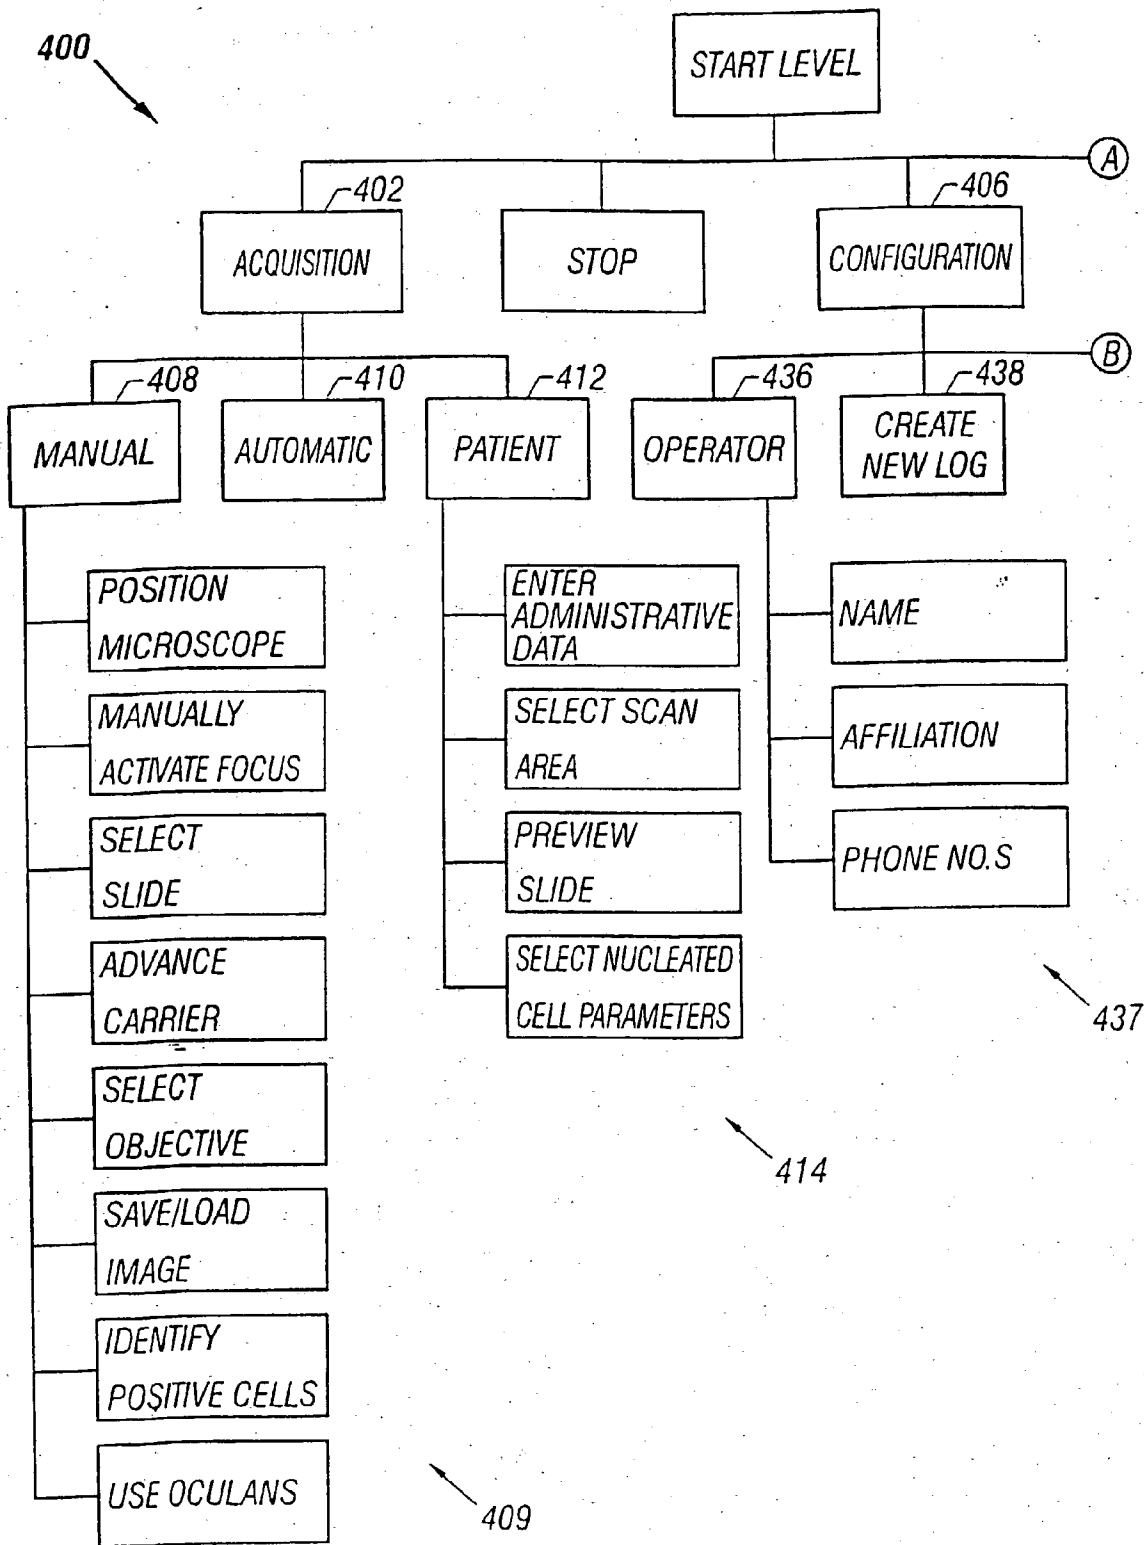 400
START LEVEL
A
402
406
ACQUISITION
STOP
CONFIGURATION
B
408
410
412
436
438
MANUAL
AUTOMATIC
PATIENT
OPERATOR
CREATE
NEW LOG
POSITION
MICROSCOPE
MANUALLY
ACTIVATE FOCUS
SELECT
SLIDE
ADVANCE
CARRIER
SELECT
OBJECTIVE
SAVE/LOAD
IMAGE
IDENTIFY
POSITIVE CELLS
USE OCULANS
409
ENTER
ADMINISTRATIVE
DATA
SELECT SCAN
AREA
PREVIEW
SLIDE
SELECT NUCLEATED
CELL PARAMETERS
414
NAME
AFFILIATION
PHONE NO.S
437